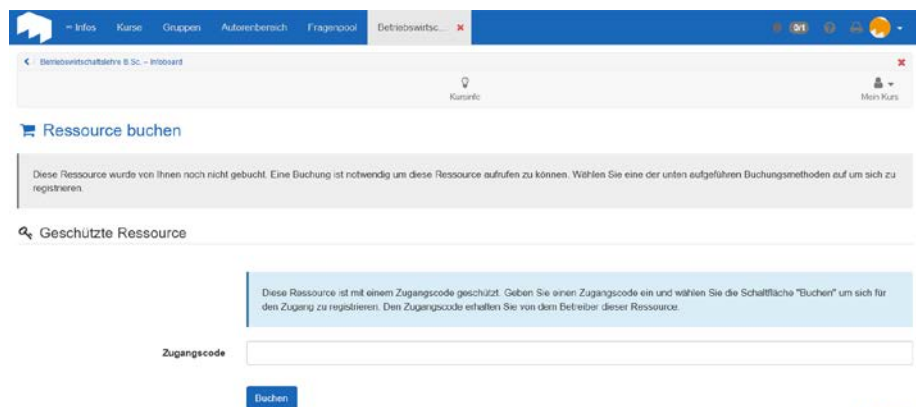 Infos Kurse Gruppen Autorenbereich Fragenpool Betriebswirtsc... 0/1
Betriebswirtschaftslehre B.Sc. – Infoboard
Kursinfo Mein Kurs
Ressource buchen
Diese Ressource wurde von Ihnen noch nicht gebucht. Eine Buchung ist notwendig um diese Ressource aufrufen zu können. Wählen Sie eine der unten aufgeführen Buchungsmethoden auf um sich zu
registrieren.
Geschützte Ressource
Diese Ressource ist mit einem Zugangscode geschützt. Geben Sie einen Zugangscode ein und wählen Sie die Schaltfläche "Buchen" um sich für
den Zugang zu registrieren. Den Zugangscode erhalten Sie von dem Betreiber dieser Ressource.
Zugangscode
Buchen